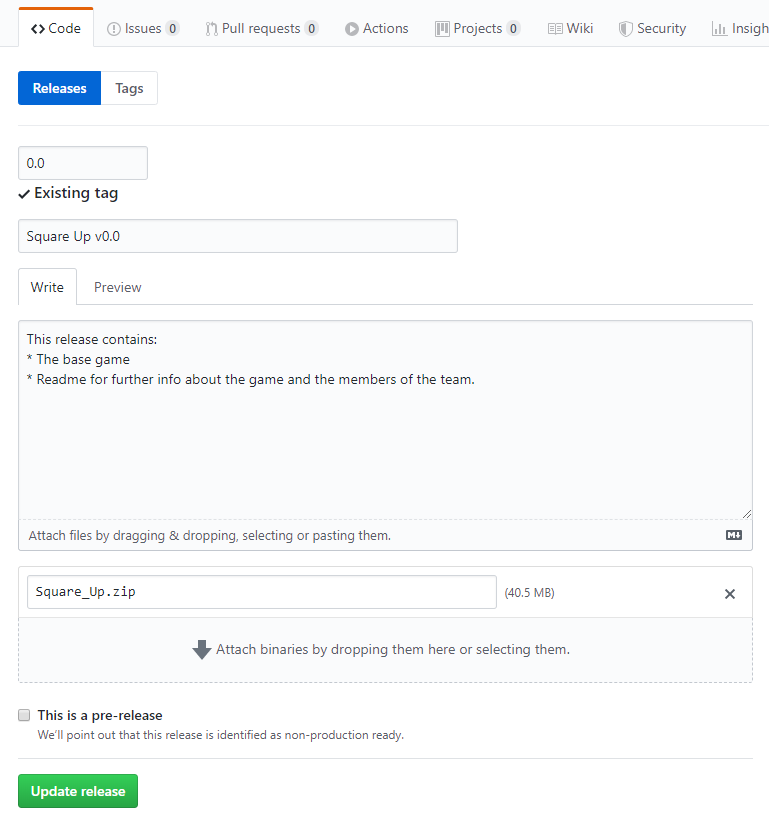 Code Issues 0 Pull requests 0 Actions Projects 0 Wiki Security Insigh
Releases Tags
0.0
Existing tag
Square Up v0.0
Write Preview
This release contains:
* The base game
* Readme for further info about the game and the members of the team.
Attach files by dragging & dropping, selecting or pasting them.
Square_Up.zip (40.5 MB)
Attach binaries by dropping them here or selecting them.
This is a pre-release
We’ll point out that this release is identified as non-production ready.
Update release